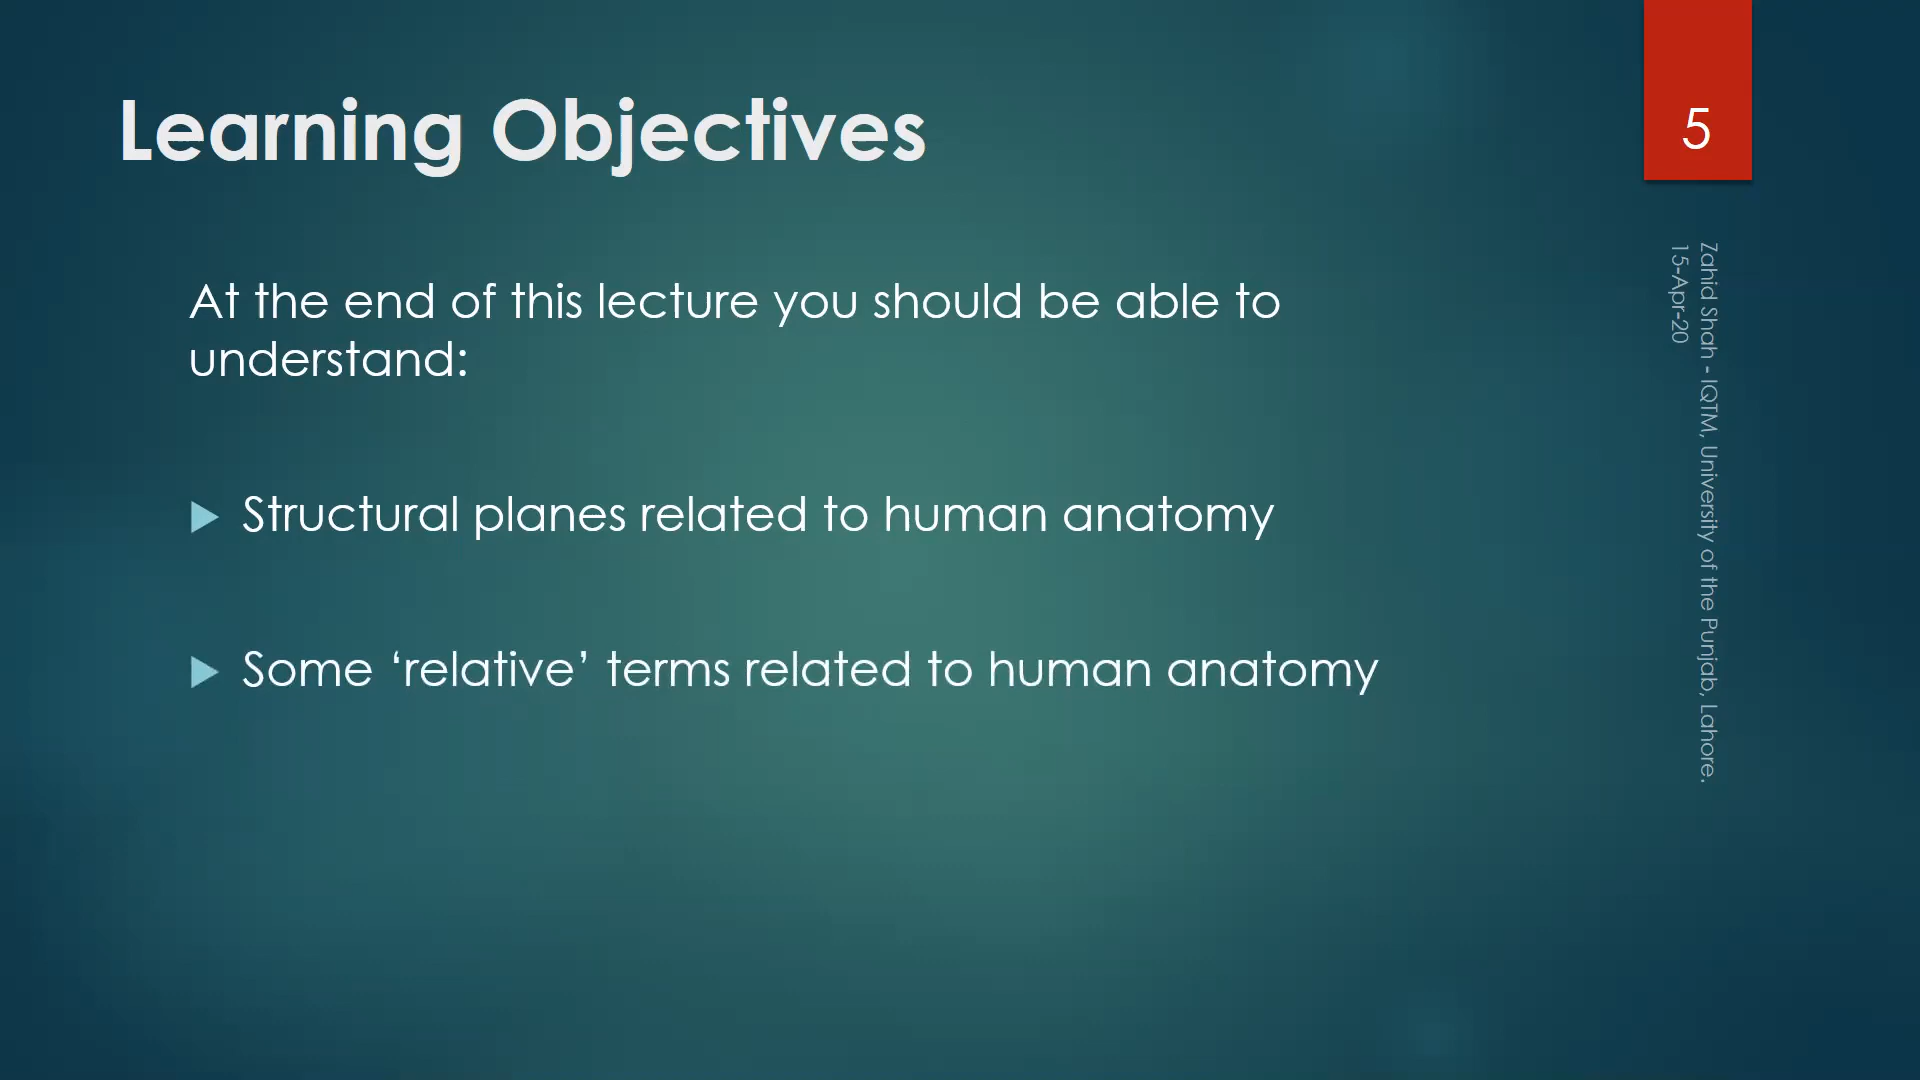 Learning Objectives
5
At the end of this lecture you should be able to
understand:
Structural planes related to human anatomy
Some ‘relative’ terms related to human anatomy
Zahid Shah - IQTM, University of the Punjab, Lahore.
15-Apr-20